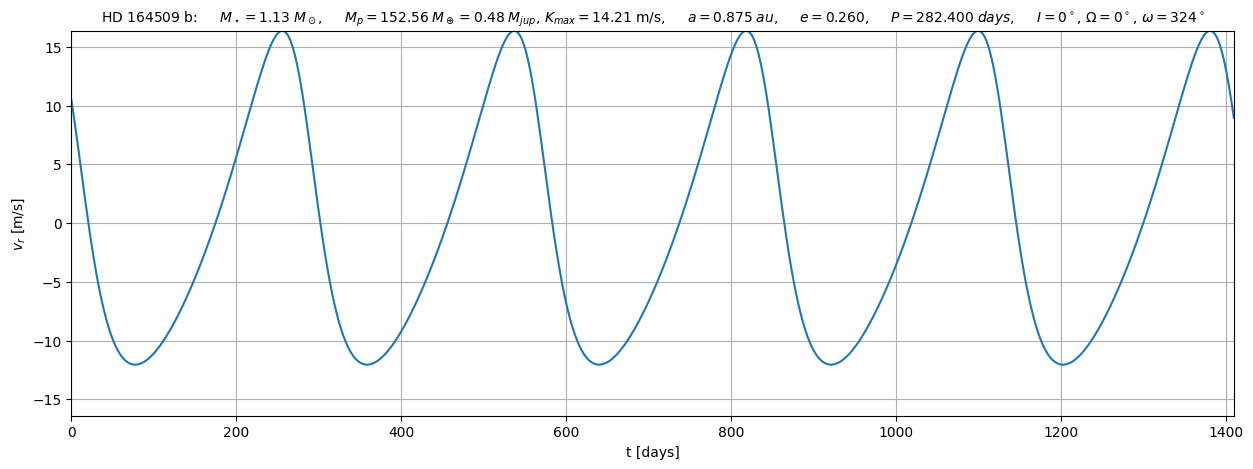 HD 164509 b: M⋆ = 1.13 M⊙, Mp = 152.56 M⊕ = 0.48 Mjup, Kmax = 14.21 m/s, a = 0.875 au, e = 0.260, P = 282.400 days, I = 0°, Ω = 0°, ω = 324°
15
10
5
0
−5
−10
−15
vr [m/s]
0 200 400 600 800 1000 1200 1400
t [days]